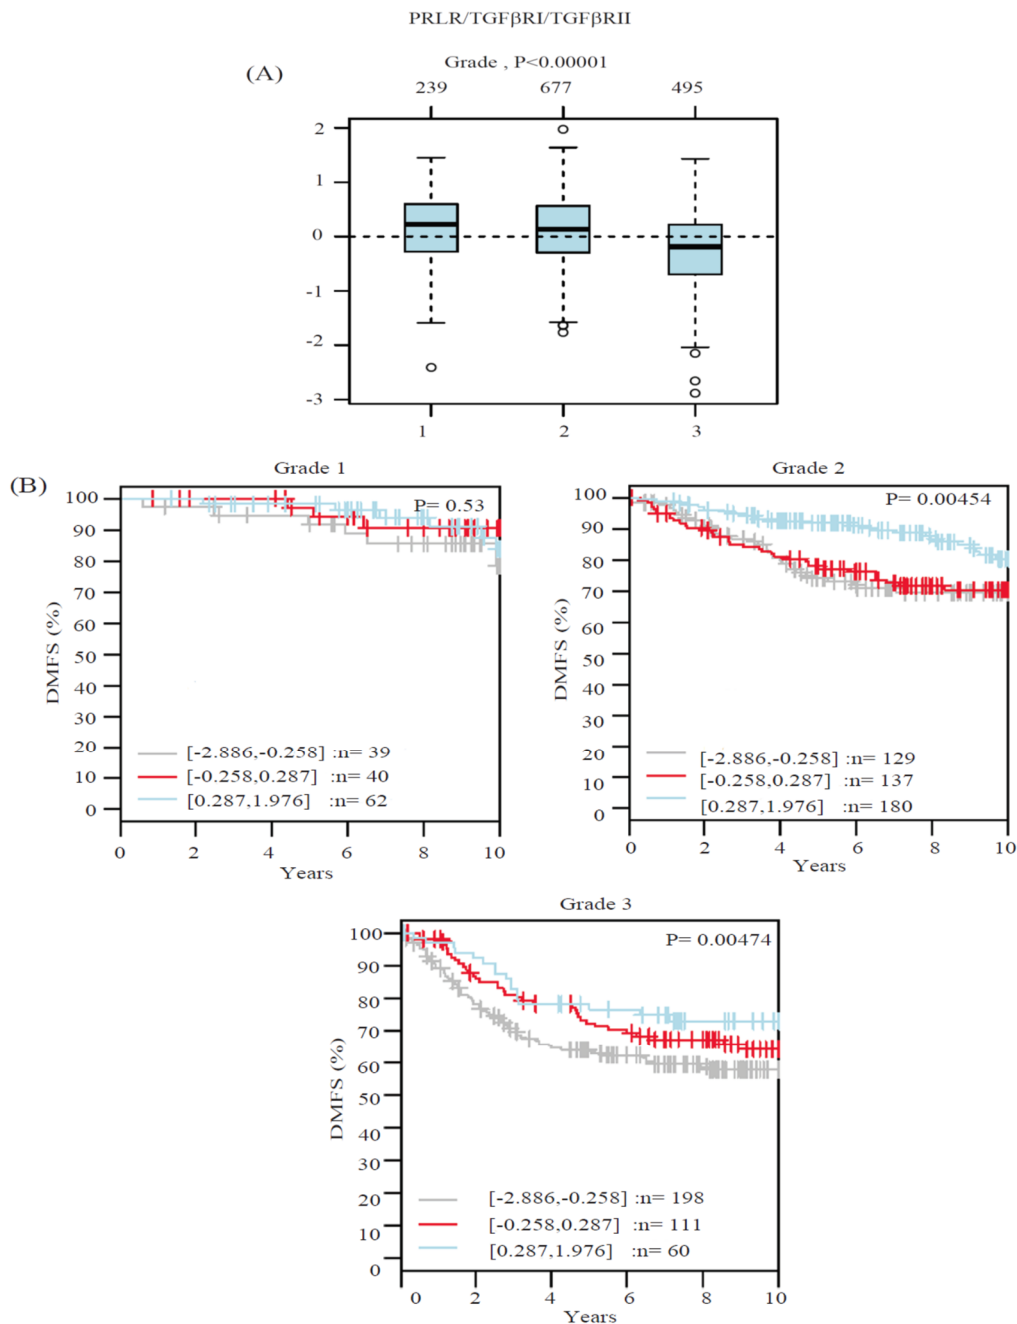 PRLR/TGFβRI/TGFβRII
(A)
Grade , P<0.00001
239 677 495
2
1
0
-1
-2
-3
1 2 3
(B)
Grade 1
P= 0.53
DMFS (%)
100
90
80
70
60
50
40
30
20
10
0
[-2.886,-0.258] :n= 39
[-0.258,0.287] :n= 40
[0.287,1.976] :n= 62
0 2 4 6 8 10
Years
Grade 2
P= 0.00454
DMFS (%)
100
90
80
70
60
50
40
30
20
10
0
[-2.886,-0.258] :n= 129
[-0.258,0.287] :n= 137
[0.287,1.976] :n= 180
0 2 4 6 8 10
Years
Grade 3
P= 0.00474
DMFS (%)
100
90
80
70
60
50
40
30
20
10
0
[-2.886,-0.258] :n= 198
[-0.258,0.287] :n= 111
[0.287,1.976] :n= 60
0 2 4 6 8 10
Years